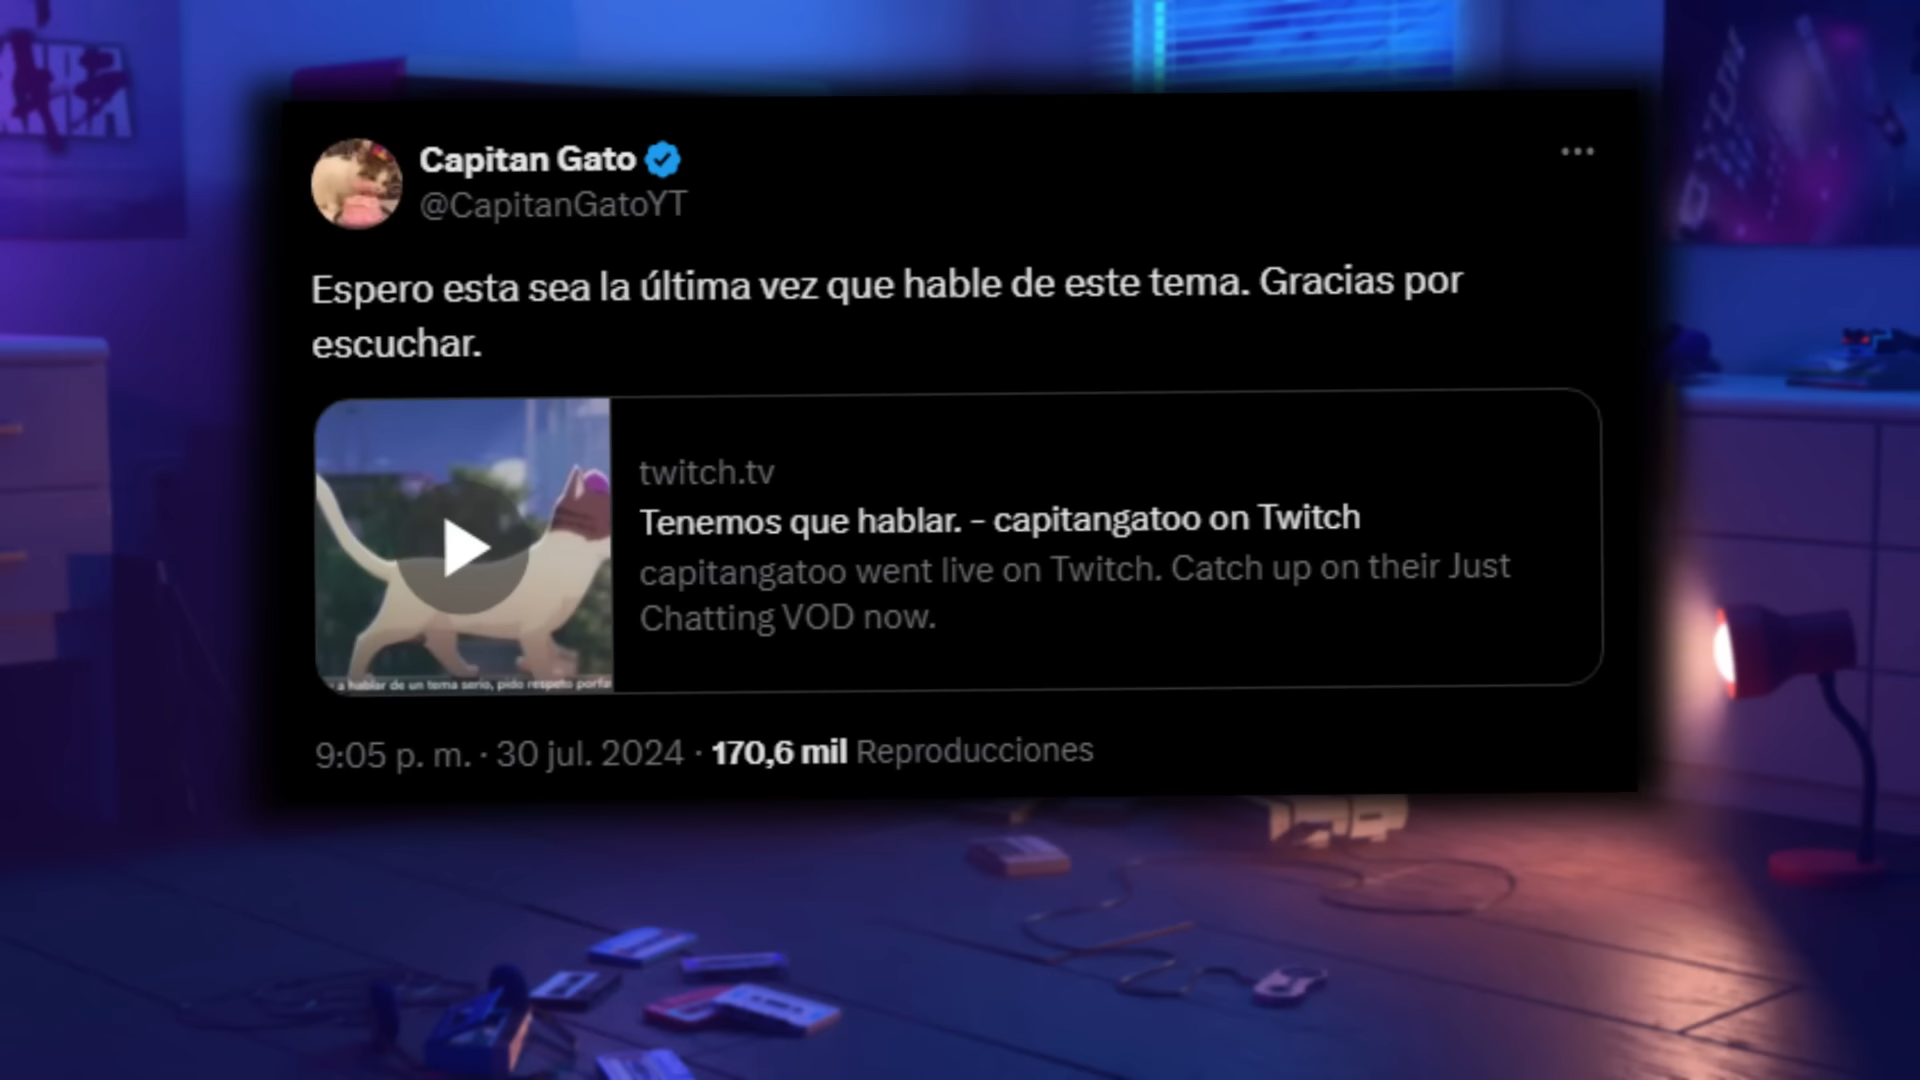 Capitan Gato
@CapitanGatoYT
Espero esta sea la última vez que hable de este tema. Gracias por
escuchar.
twitch.tv
Tenemos que hablar. - capitangatoo on Twitch
capitangatoo went live on Twitch. Catch up on their Just
Chatting VOD now.
a hablar de un tema serio, pido respeto porfa
9:05 p. m. · 30 jul. 2024 · 170,6 mil Reproducciones